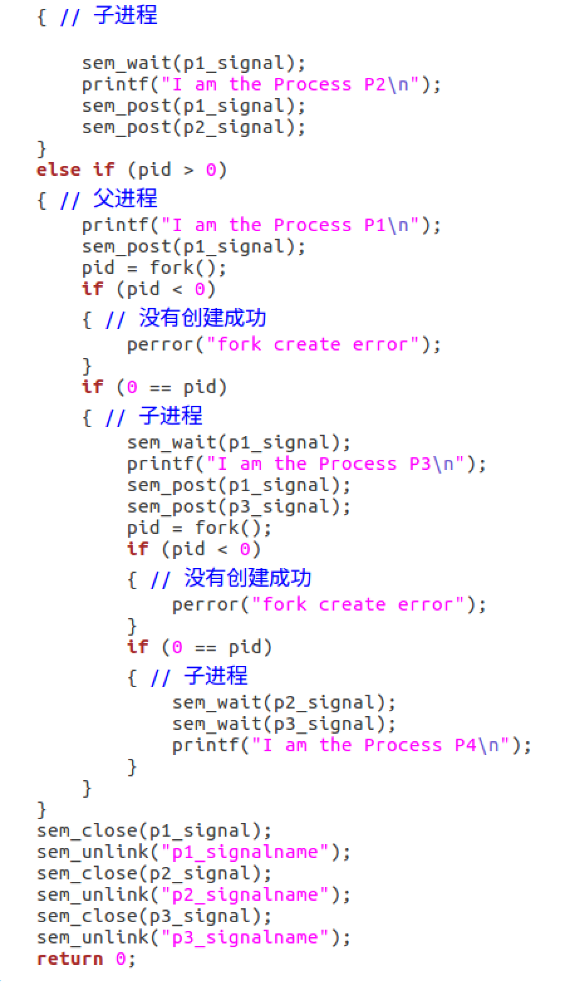 { // 子进程
sem_wait(p1_signal);
printf("I am the Process P2\n");
sem_post(p1_signal);
sem_post(p2_signal);
}
else if (pid > 0)
{ // 父进程
printf("I am the Process P1\n");
sem_post(p1_signal);
pid = fork();
if (pid < 0)
{ // 没有创建成功
perror("fork create error");
}
if (0 == pid)
{ // 子进程
sem_wait(p1_signal);
printf("I am the Process P3\n");
sem_post(p1_signal);
sem_post(p3_signal);
pid = fork();
if (pid < 0)
{ // 没有创建成功
perror("fork create error");
}
if (0 == pid)
{ // 子进程
sem_wait(p2_signal);
sem_wait(p3_signal);
printf("I am the Process P4\n");
}
}
}
sem_close(p1_signal);
sem_unlink("p1_signalname");
sem_close(p2_signal);
sem_unlink("p2_signalname");
sem_close(p3_signal);
sem_unlink("p3_signalname");
return 0;